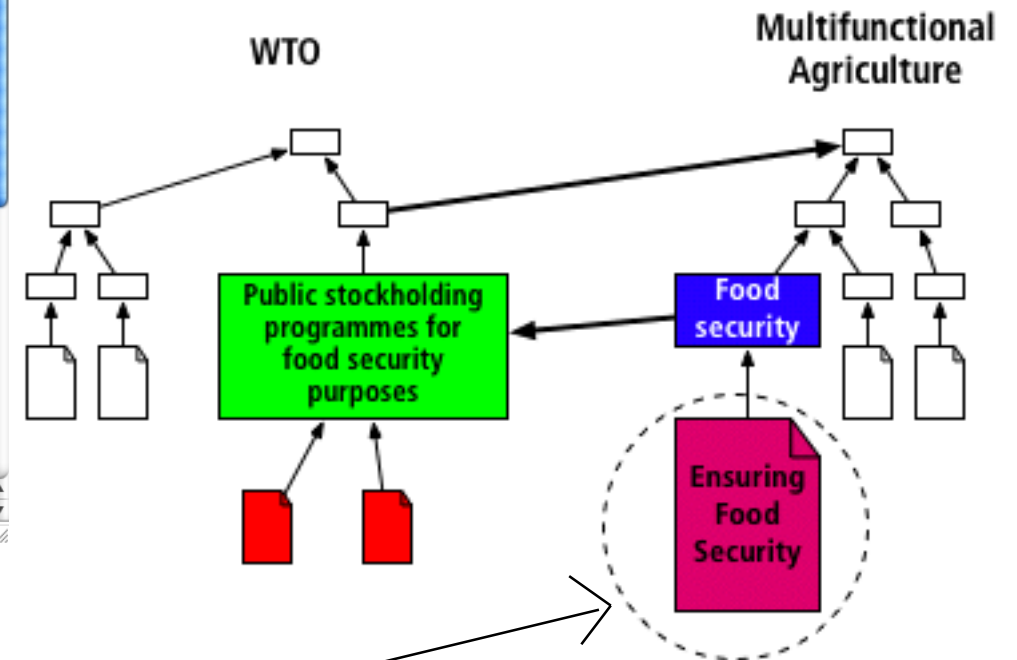 WTO
Multifunctional
Agriculture
Public stockholding
programmes for
food security
purposes
Food
security
Ensuring
Food
Security